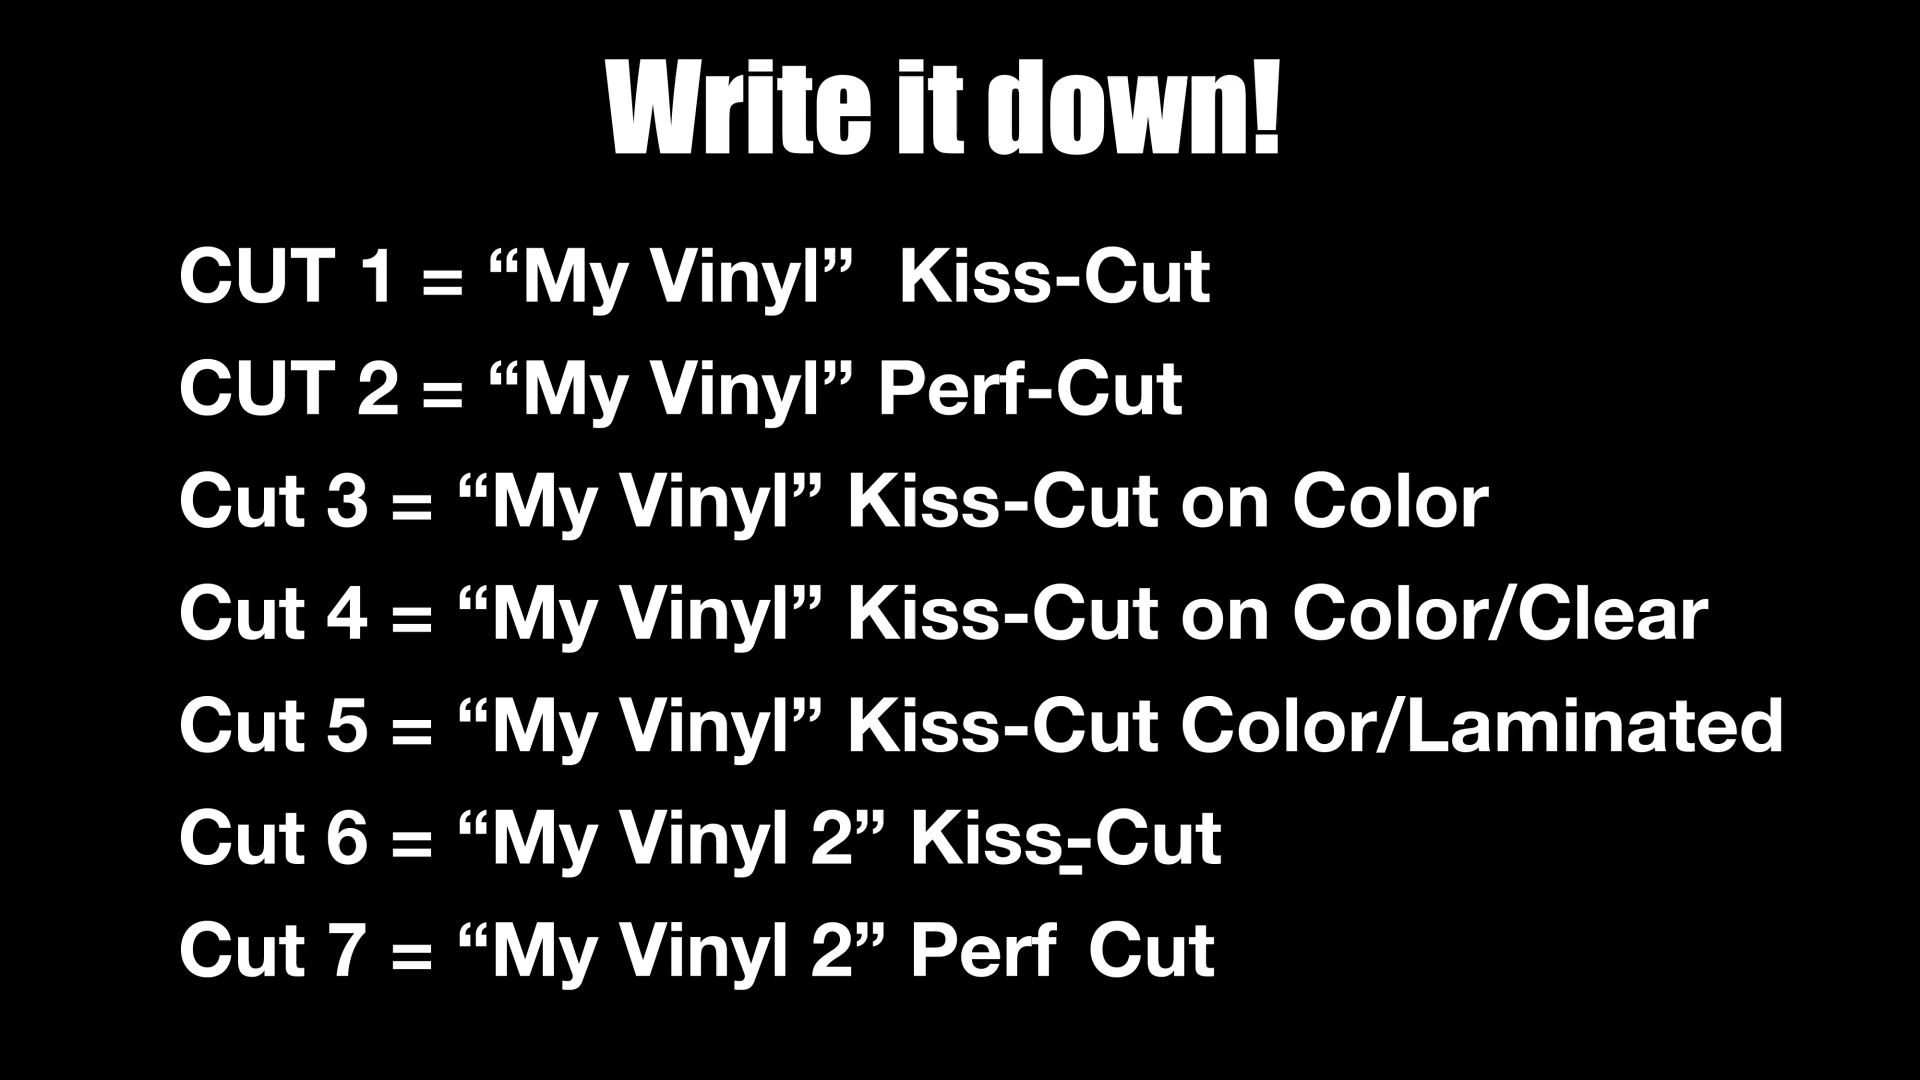 Write it down!
CUT 1 = “My Vinyl”  Kiss-Cut
CUT 2 = “My Vinyl” Perf-Cut
Cut 3 = “My Vinyl” Kiss-Cut on Color
Cut 4 = “My Vinyl” Kiss-Cut on Color/Clear
Cut 5 = “My Vinyl” Kiss-Cut Color/Laminated
Cut 6 = “My Vinyl 2” Kiss-Cut
Cut 7 = “My Vinyl 2” Perf Cut